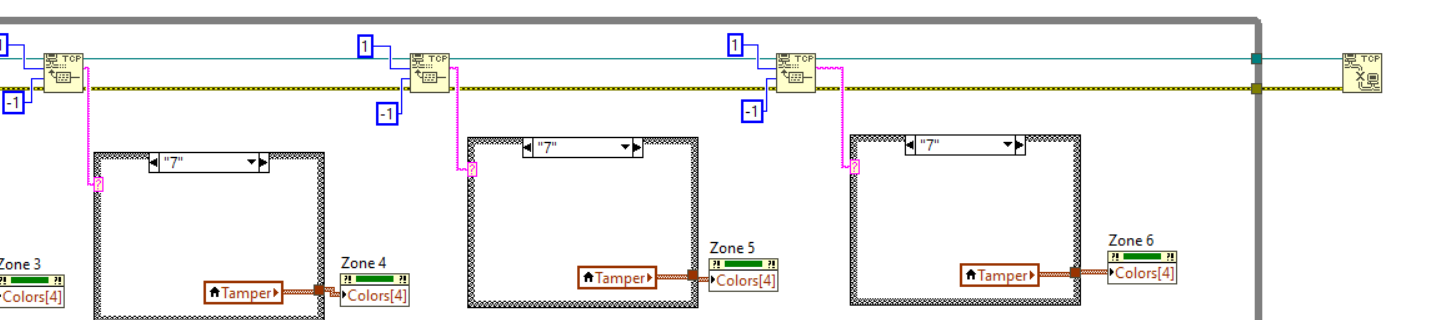 1
1
1
TCP
TCP
TCP
TCP
-1
-1
-1
"7"
"7"
"7"
?
?
?
Zone 3
Zone 4
Zone 5
Zone 6
?! ?!
?! ?!
?! ?!
?! ?!
Colors[4]
Tamper
Colors[4]
Tamper
Colors[4]
Tamper
Colors[4]